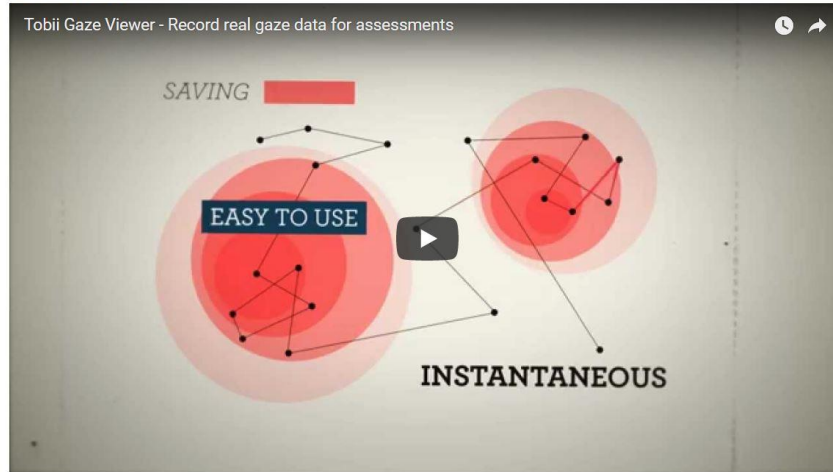 Tobii Gaze Viewer - Record real gaze data for assessments
SAVING
EASY TO USE
INSTANTANEOUS